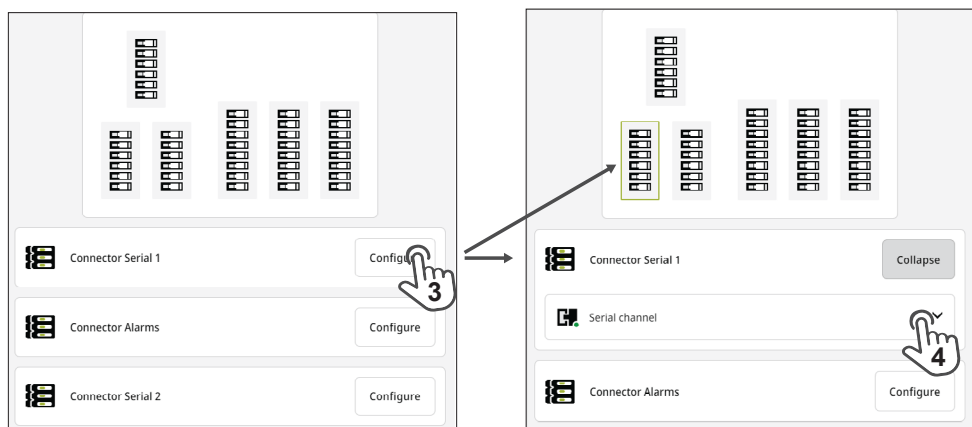 Connector Serial 1
Configure
3
Connector Alarms
Configure
Connector Serial 2
Configure
Connector Serial 1
Collapse
Serial channel
4
Connector Alarms
Configure